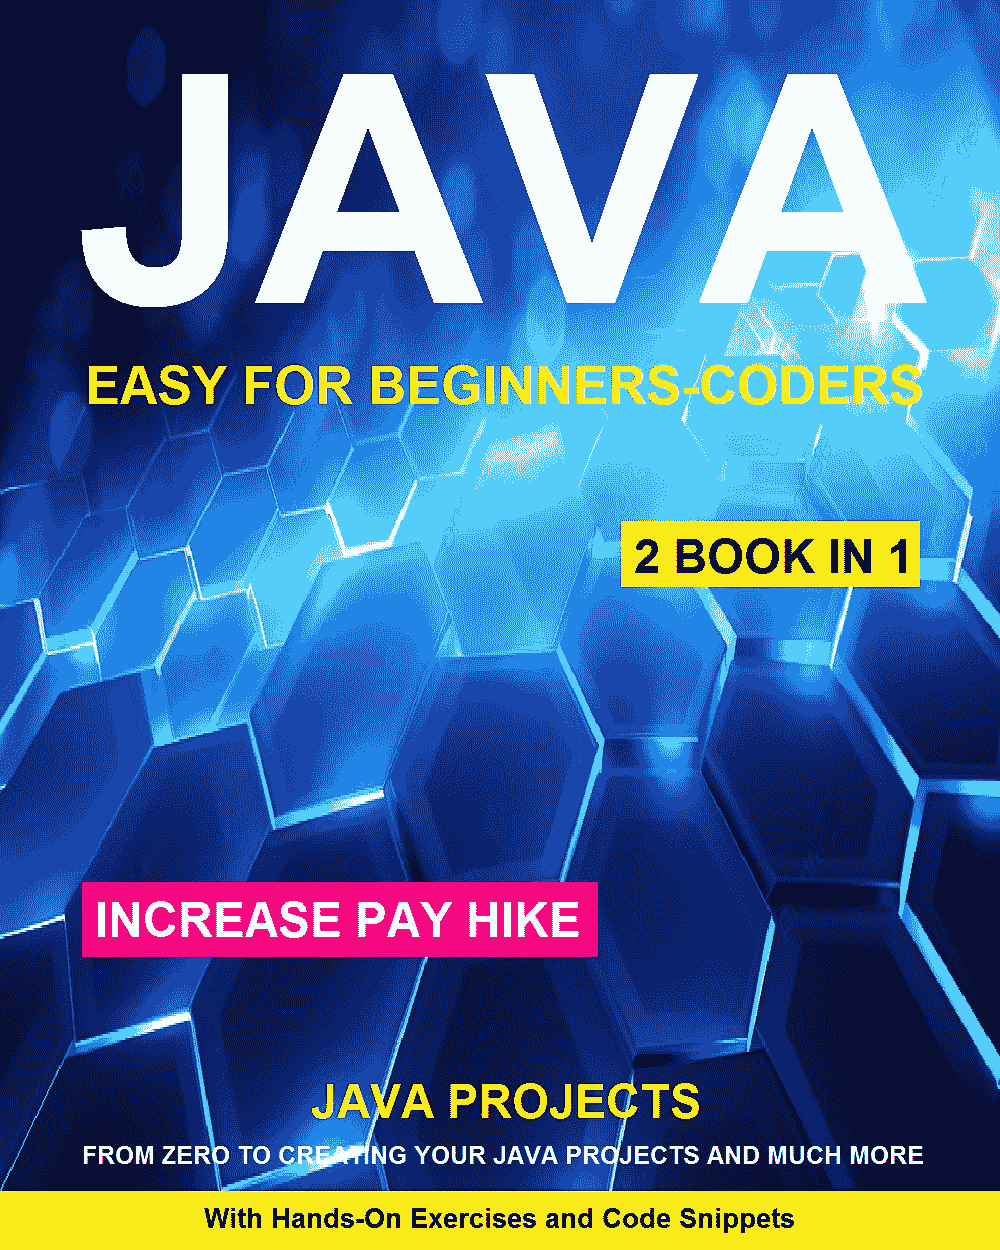 JAVA
EASY FOR BEGINNERS-CODERS
2 BOOK IN 1
INCREASE PAY HIKE
JAVA PROJECTS
FROM ZERO TO CREATING YOUR JAVA PROJECTS AND MUCH MORE
With Hands-On Exercises and Code Snippets